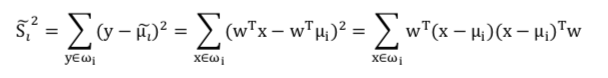 S̃ᵢ² = ∑_{y∈ωᵢ} (y − μ̃ᵢ)² = ∑_{x∈ωᵢ} (wᵀx − wᵀμᵢ)² = ∑_{x∈ωᵢ} wᵀ(x − μᵢ)(x − μᵢ)ᵀw